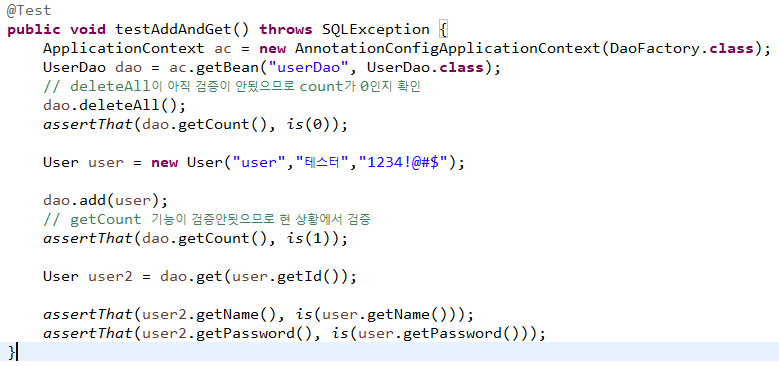 @Test
public void testAddAndGet() throws SQLException {
ApplicationContext ac = new AnnotationConfigApplicationContext(DaoFactory.class);
UserDao dao = ac.getBean("userDao", UserDao.class);
// deleteAll이 아직 검증이 안됬으므로 count가 0인지 확인
dao.deleteAll();
assertThat(dao.getCount(), is(0));
User user = new User("user","테스터","1234!@#$");
dao.add(user);
// getCount 기능이 검증안됫으므로 현 상황에서 검증
assertThat(dao.getCount(), is(1));
User user2 = dao.get(user.getId());
assertThat(user2.getName(), is(user.getName()));
assertThat(user2.getPassword(), is(user.getPassword()));
}